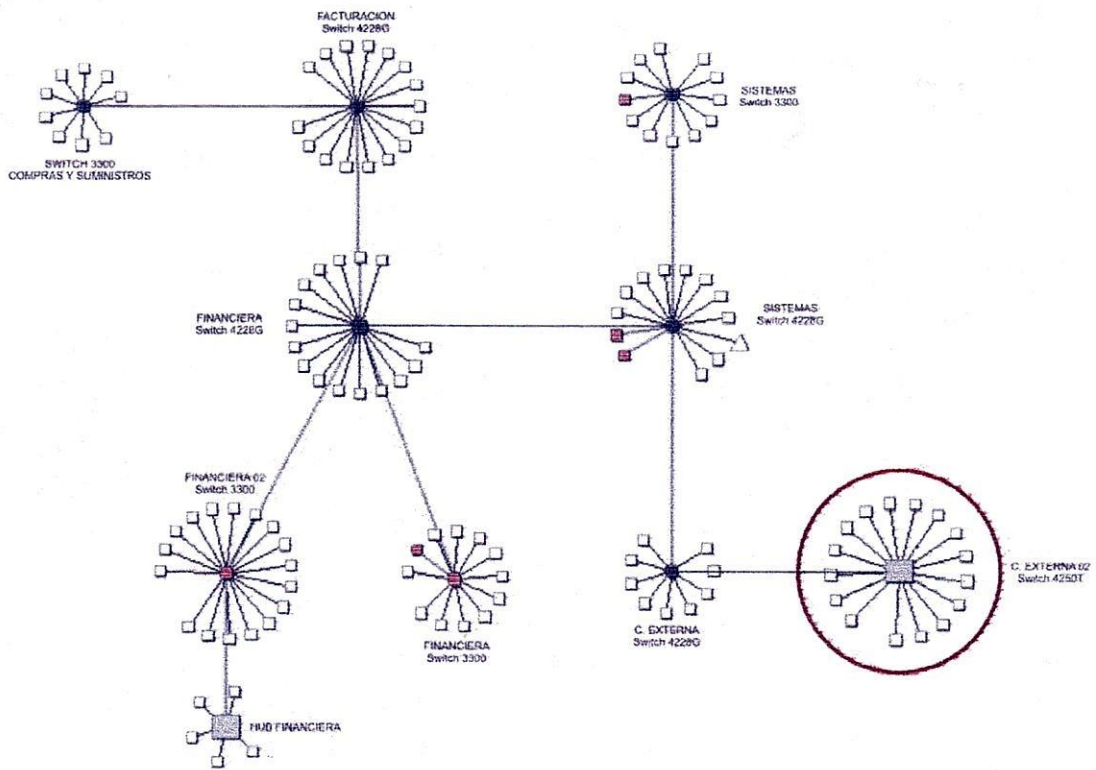 FACTURACION
Switch 4228G
SISTEMAS
Switch 3300
SWITCH 3300
COMPRAS Y SUMINISTROS
FINANCIERA
Switch 4228G
SISTEMAS
Switch 4228G
FINANCIERA 02
Switch 3300
C. EXTERNA 02
Switch 4250T
C. EXTERNA
Switch 4228G
FINANCIERA
Switch 3300
HUB FINANCIERA